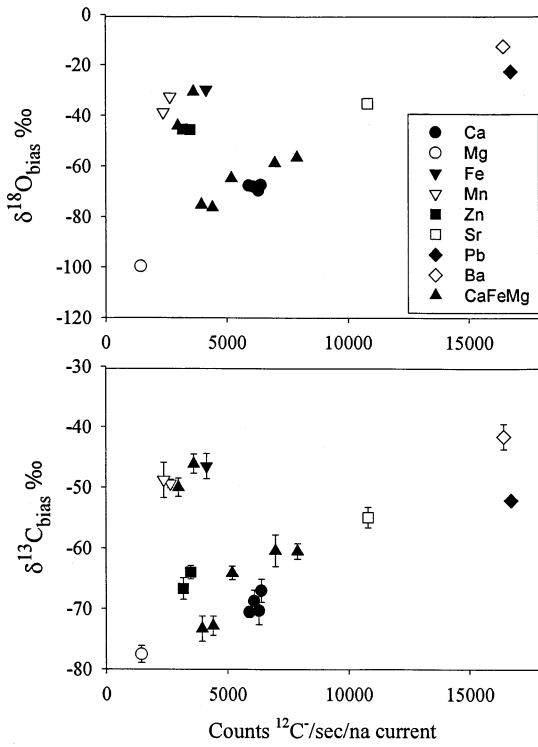 0
-20
-40
-60
-80
-100
-120
δ18Obias ‰
0
5000
10000
15000
Ca
Mg
Fe
Mn
Zn
Sr
Pb
Ba
CaFeMg
-30
-40
-50
-60
-70
-80
δ13Cbias ‰
0
5000
10000
15000
Counts 12C-/sec/na current